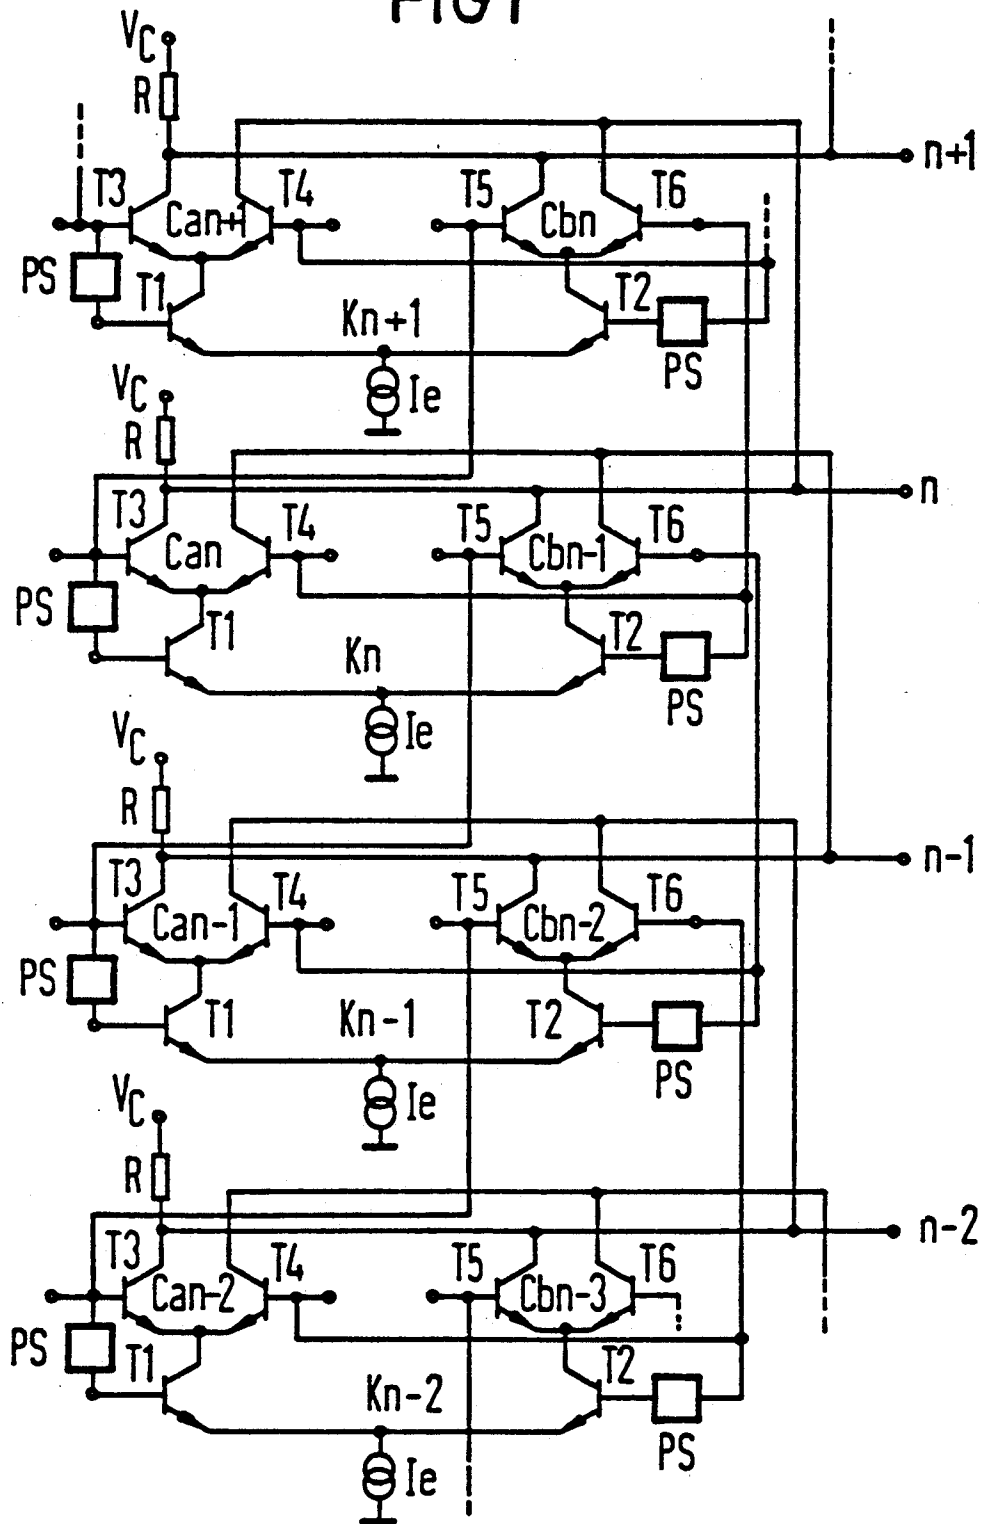 FIG 1
VC
R
n+1
T3
Can+1
T4
T5
Cbn
T6
PS
T1
Kn+1
T2
PS
Ie
VC
R
n
T3
Can
T4
T5
Cbn-1
T6
PS
T1
Kn
T2
PS
Ie
VC
R
n-1
T3
Can-1
T4
T5
Cbn-2
T6
PS
T1
Kn-1
T2
PS
Ie
VC
R
n-2
T3
Can-2
T4
T5
Cbn-3
T6
PS
T1
Kn-2
T2
PS
Ie